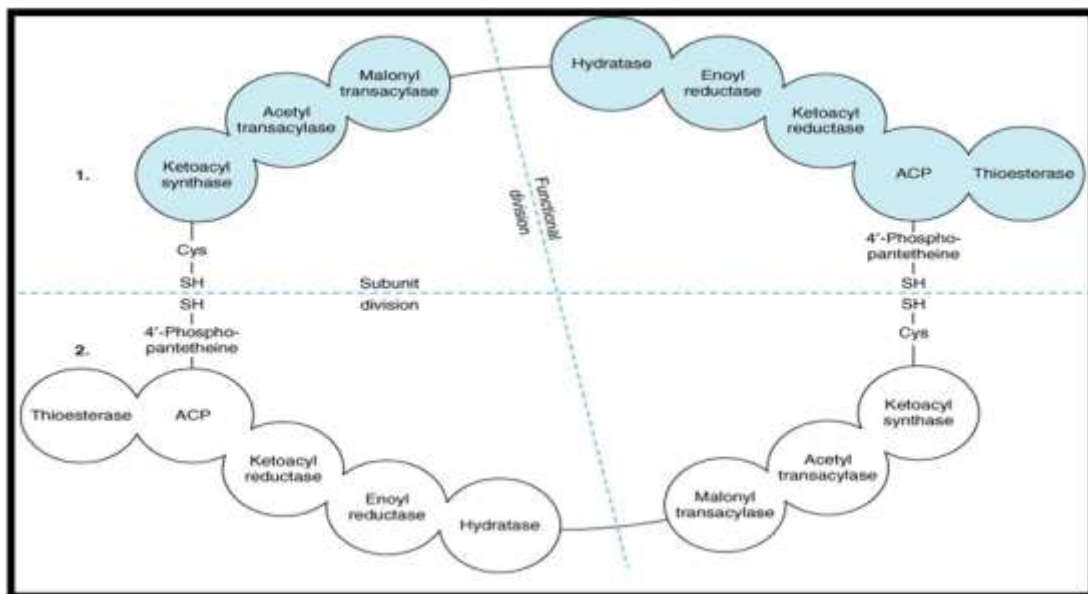 Malonyl
transacylase
Hydratase
Enoyl
reductase
Acetyl
transacylase
Ketoacyl
reductase
Ketoacyl
synthase
ACP
Thioesterase
1.
Functional
division
Cys
4'-Phospho-
pantetheine
SH
Subunit
SH
SH
division
SH
4'-Phospho-
pantetheine
Cys
2.
Thioesterase
ACP
Ketoacyl
synthase
Ketoacyl
reductase
Acetyl
transacylase
Enoyl
reductase
Hydratase
Malonyl
transacylase